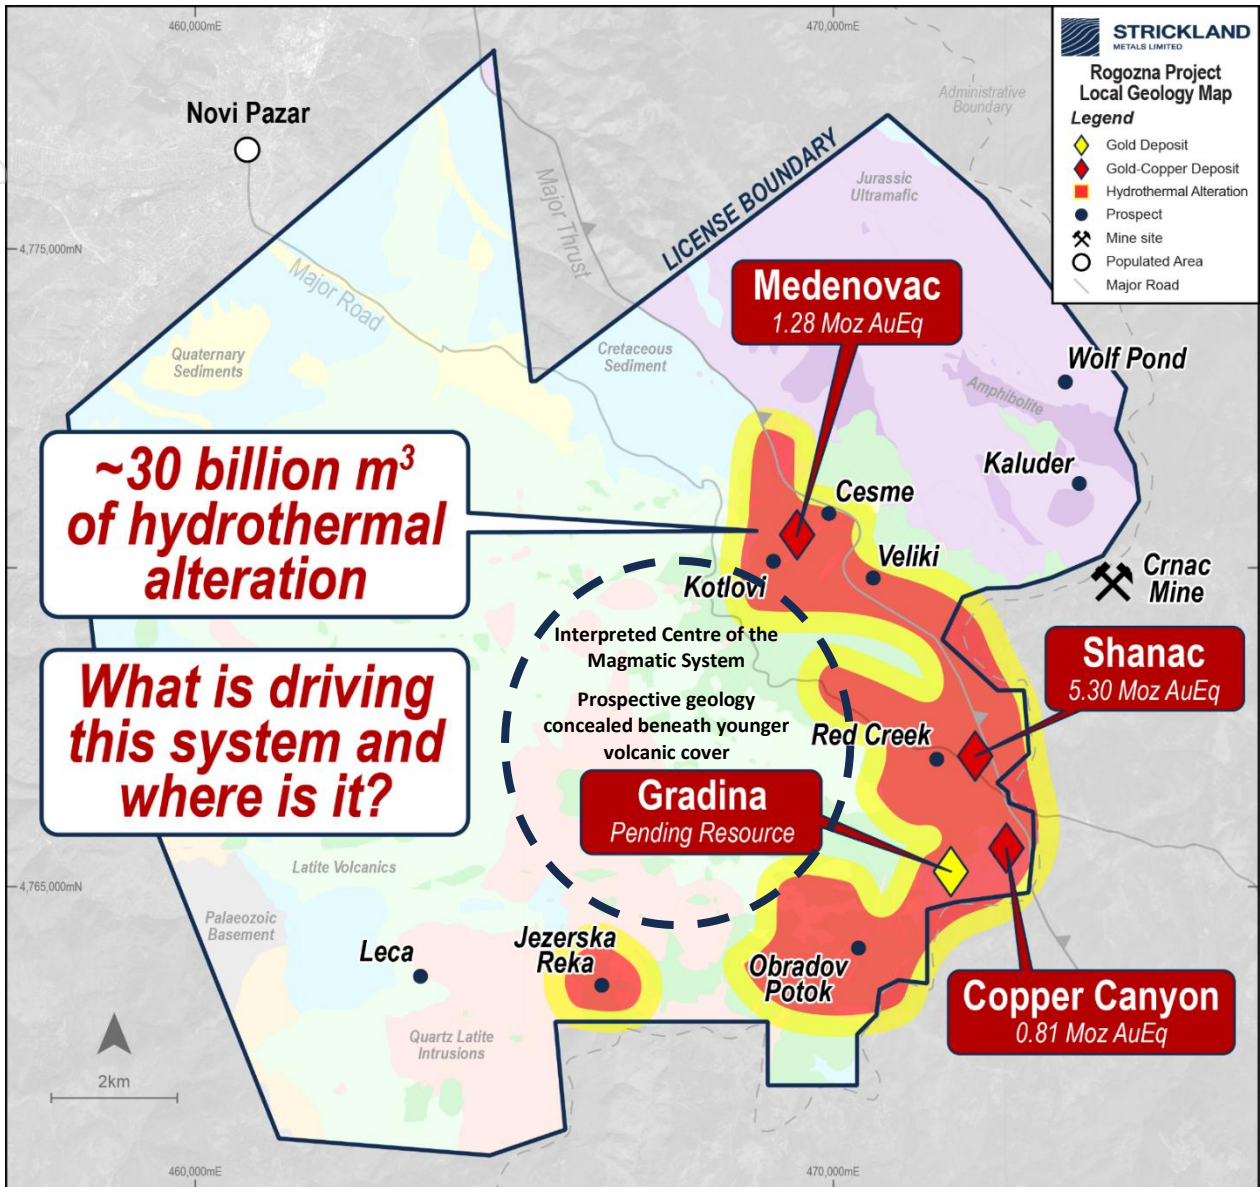 460,000mE
470,000mE
STRICKLAND
METALS LIMITED
Rogozna Project
Local Geology Map
Legend
Gold Deposit
Gold-Copper Deposit
Hydrothermal Alteration
Prospect
Mine site
Populated Area
Major Road
Administrative
Boundary
Novi Pazar
4,775,000mN
Major Road
Major Thrust
LICENSE BOUNDARY
Jurassic
Ultramafic
Medenovac
1.28 Moz AuEq
Quaternary
Sediments
Cretaceous
Sediment
Wolf Pond
Amphibolite
Kaluder
~30 billion m³
of hydrothermal
alteration
Cesme
Veliki
Kotlovi
Crnac
Mine
Interpreted Centre of the
Magmatic System
Prospective geology
concealed beneath younger
volcanic cover
Shanac
5.30 Moz AuEq
What is driving
this system and
where is it?
Red Creek
Gradina
Pending Resource
Latite Volcanics
4,765,000mN
Palaeozoic
Basement
Leca
Jezerska
Reka
Obradov
Potok
Copper Canyon
0.81 Moz AuEq
Quartz Latite
Intrusions
2km
460,000mE
470,000mE